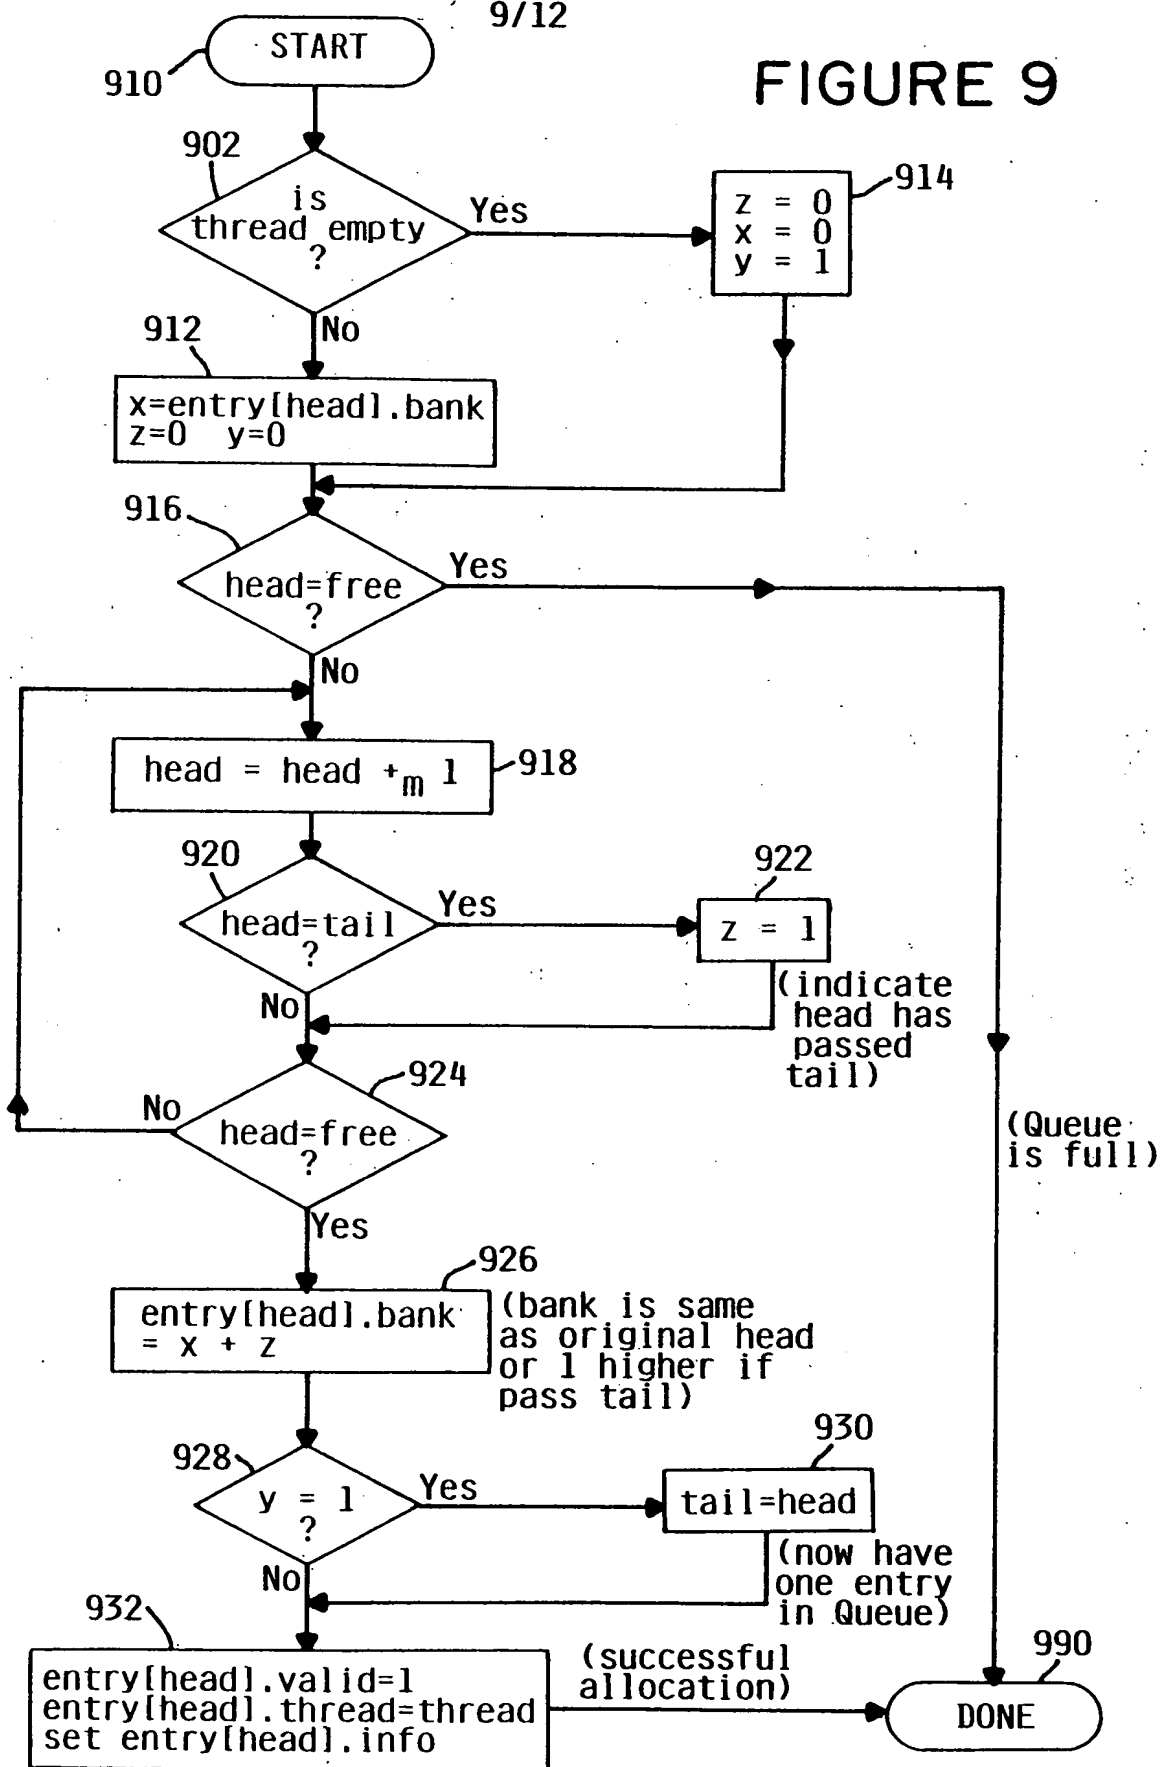 9/12
START
910
FIGURE 9
902
is
thread empty
?
Yes
914
z = 0
x = 0
y = 1
No
912
x=entry[head].bank
z=0 y=0
916
head=free
?
Yes
No
head = head +m 1
918
920
head=tail
?
Yes
922
z = 1
(indicate
head has
passed
tail)
No
924
head=free
?
No
(Queue
is full)
Yes
926
entry[head].bank
= x + z
(bank is same
as original head
or 1 higher if
pass tail)
928
y = 1
?
Yes
930
tail=head
(now have
one entry
in Queue)
No
932
entry[head].valid=1
entry[head].thread=thread
set entry[head].info
(successful
allocation)
990
DONE